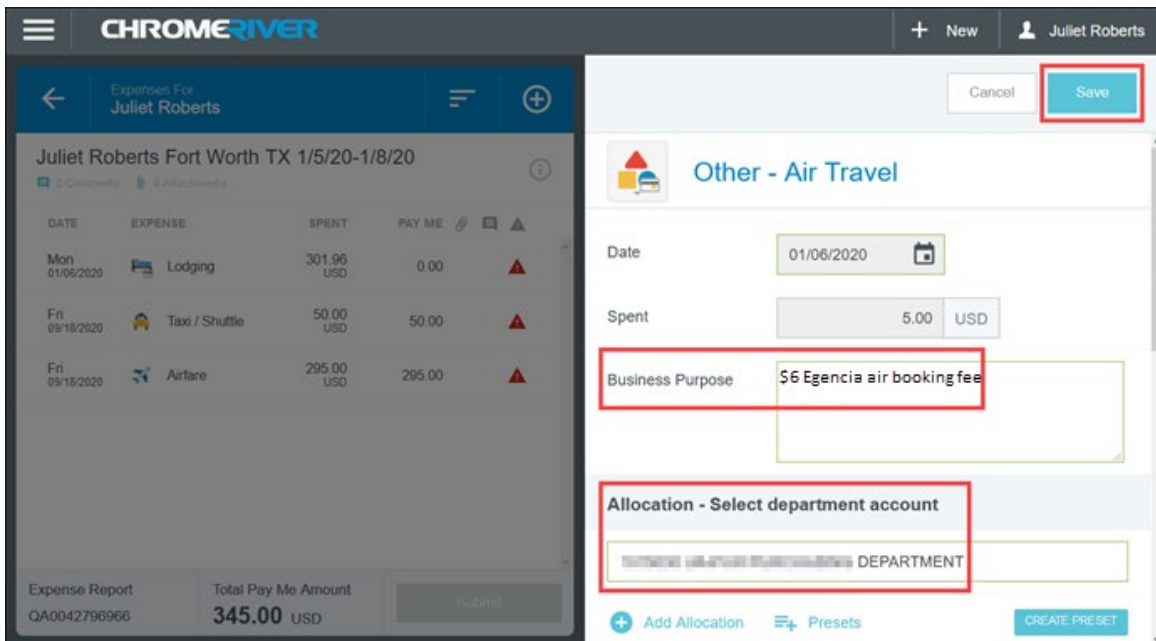 CHROMERIVER
+ New
Juliet Roberts
Expenses For
Juliet Roberts
Juliet Roberts Fort Worth TX 1/5/20-1/8/20
0 Comments 0 Attachments
DATE EXPENSE SPENT PAY ME
Mon 01/06/2020 Lodging 301.96 USD 0.00
Fri 09/18/2020 Taxi / Shuttle 50.00 USD 50.00
Fri 09/18/2020 Airfare 295.00 USD 295.00
Expense Report
QA0042796966
Total Pay Me Amount
345.00 USD
Submit
Cancel
Save
Other - Air Travel
Date 01/06/2020
Spent 5.00 USD
Business Purpose $6 Egencia air booking fee
Allocation - Select department account
DEPARTMENT
Add Allocation Presets CREATE PRESET